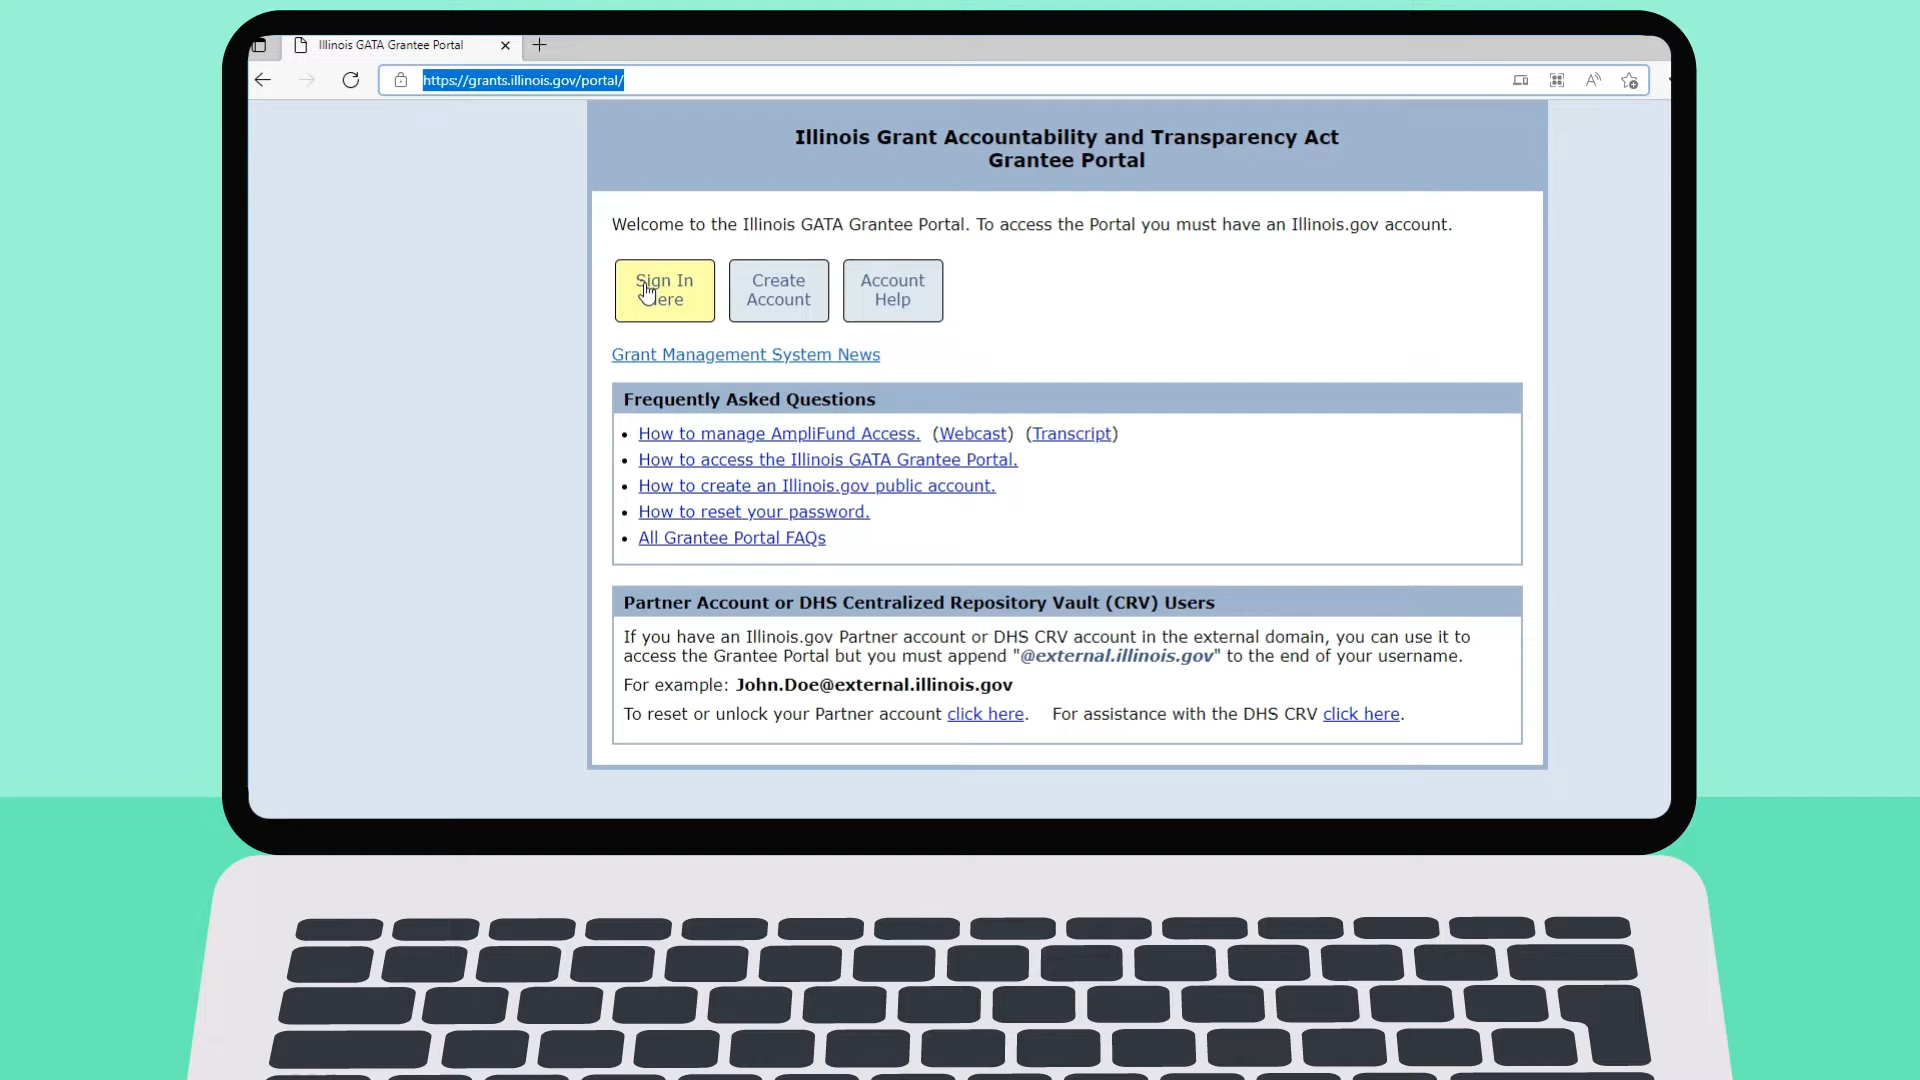 Illinois GATA Grantee Portal
https://grants.illinois.gov/portal/
Illinois Grant Accountability and Transparency Act
Grantee Portal
Welcome to the Illinois GATA Grantee Portal. To access the Portal you must have an Illinois.gov account.
Sign In
Here
Create
Account
Account
Help
Grant Management System News
Frequently Asked Questions
• How to manage AmpliFund Access. (Webcast) (Transcript)
• How to access the Illinois GATA Grantee Portal.
• How to create an Illinois.gov public account.
• How to reset your password.
• All Grantee Portal FAQs
Partner Account or DHS Centralized Repository Vault (CRV) Users
If you have an Illinois.gov Partner account or DHS CRV account in the external domain, you can use it to
access the Grantee Portal but you must append "@external.illinois.gov" to the end of your username.
For example: John.Doe@external.illinois.gov
To reset or unlock your Partner account click here. For assistance with the DHS CRV click here.